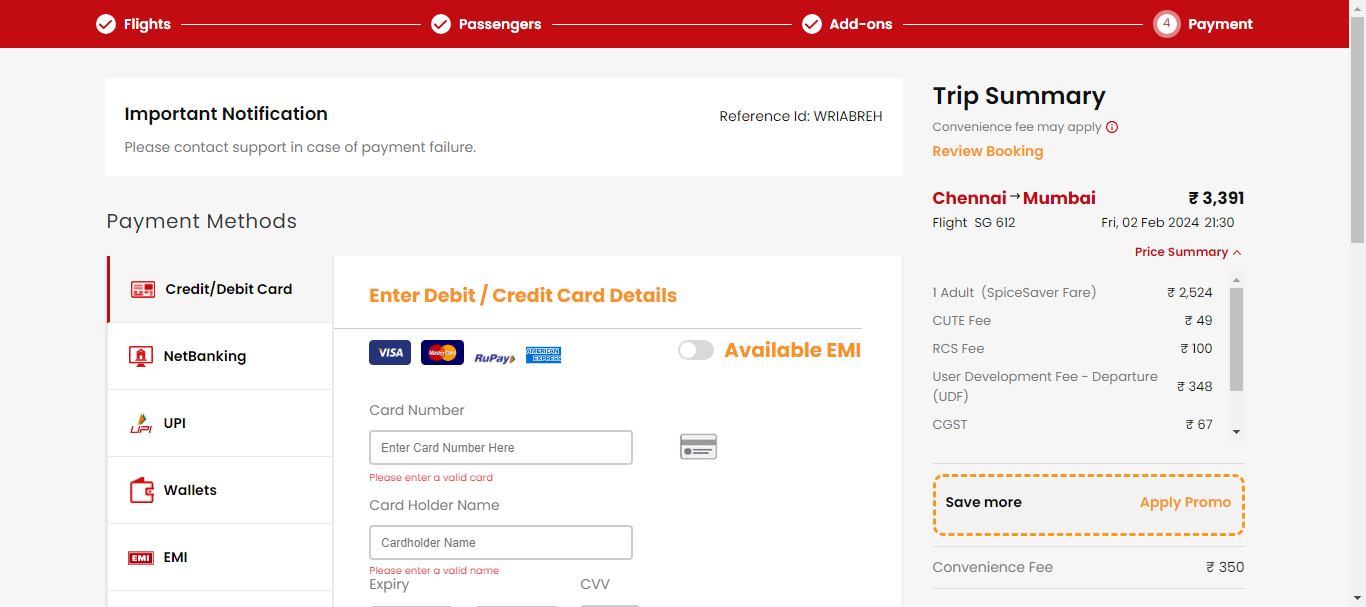 Flights
Passengers
Add-ons
4 Payment
Important Notification
Reference Id: WRIABREH
Please contact support in case of payment failure.
Payment Methods
Credit/Debit Card
NetBanking
UPI
UPI
Wallets
EMI
EMI
Enter Debit / Credit Card Details
VISA
MasterCard
RuPay
AMERICAN
EXPRESS
Available EMI
Card Number
Enter Card Number Here
Please enter a valid card
Card Holder Name
Cardholder Name
Please enter a valid name
Expiry
CVV
Trip Summary
Convenience fee may apply
Review Booking
Chennai → Mumbai ₹ 3,391
Flight SG 612 Fri, 02 Feb 2024 21:30
Price Summary
1 Adult (SpiceSaver Fare) ₹ 2,524
CUTE Fee ₹ 49
RCS Fee ₹ 100
User Development Fee - Departure
(UDF) ₹ 348
CGST ₹ 67
Save more Apply Promo
Convenience Fee ₹ 350